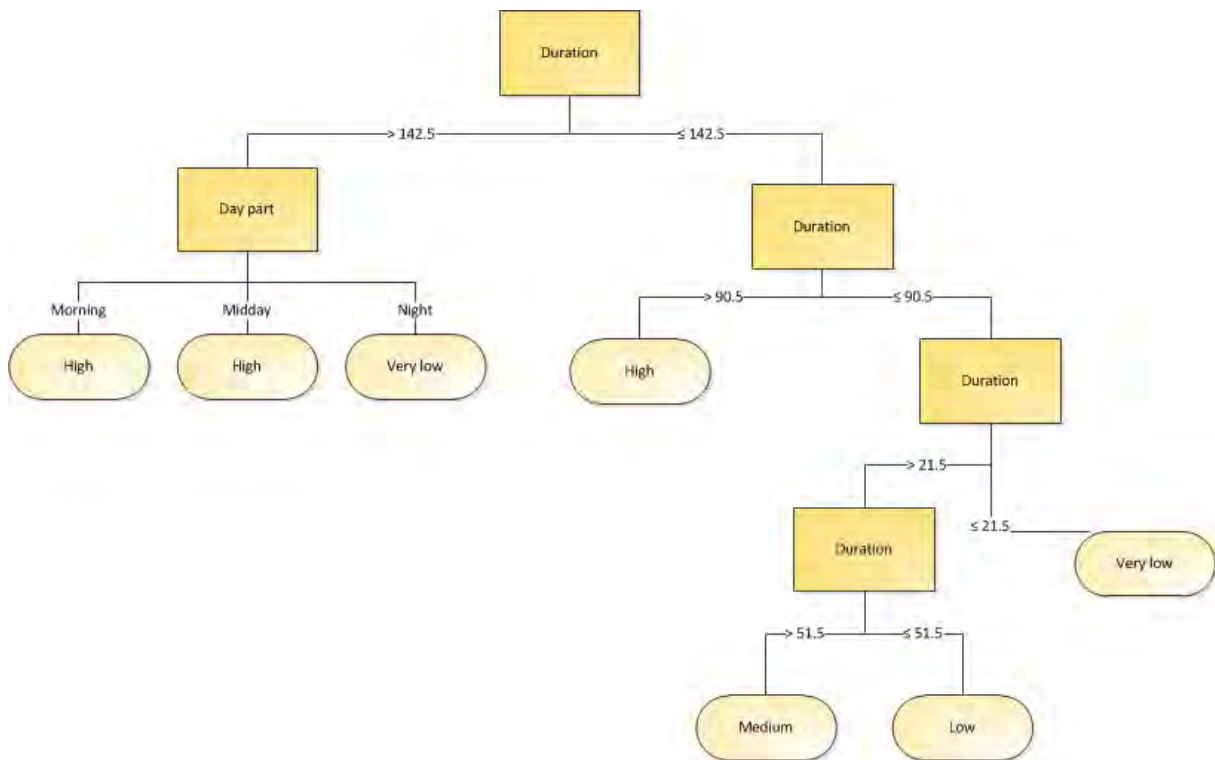 Duration
> 142.5
≤ 142.5
Day part
Duration
Morning
Midday
Night
> 90.5
≤ 90.5
High
High
Very low
High
Duration
> 21.5
≤ 21.5
Duration
Very low
> 51.5
≤ 51.5
Medium
Low